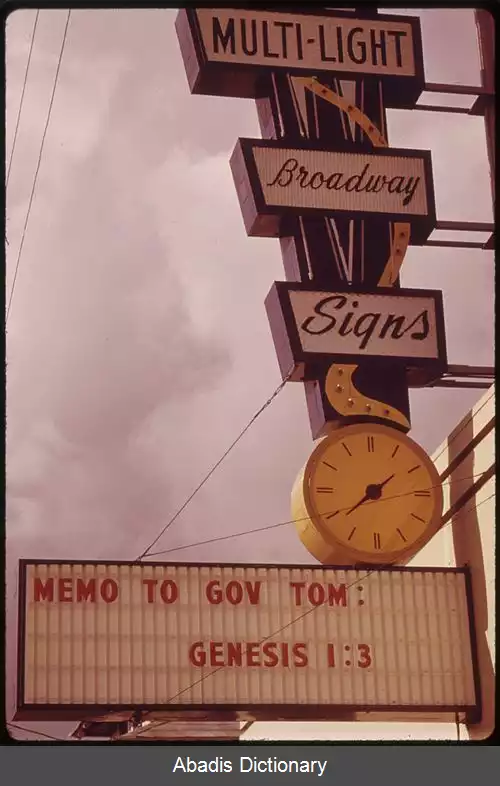 MULTI-LIGHT
Broadway
Signs
MEMO TO GOV TOM:
GENESIS 1:3
Abadis Dictionary